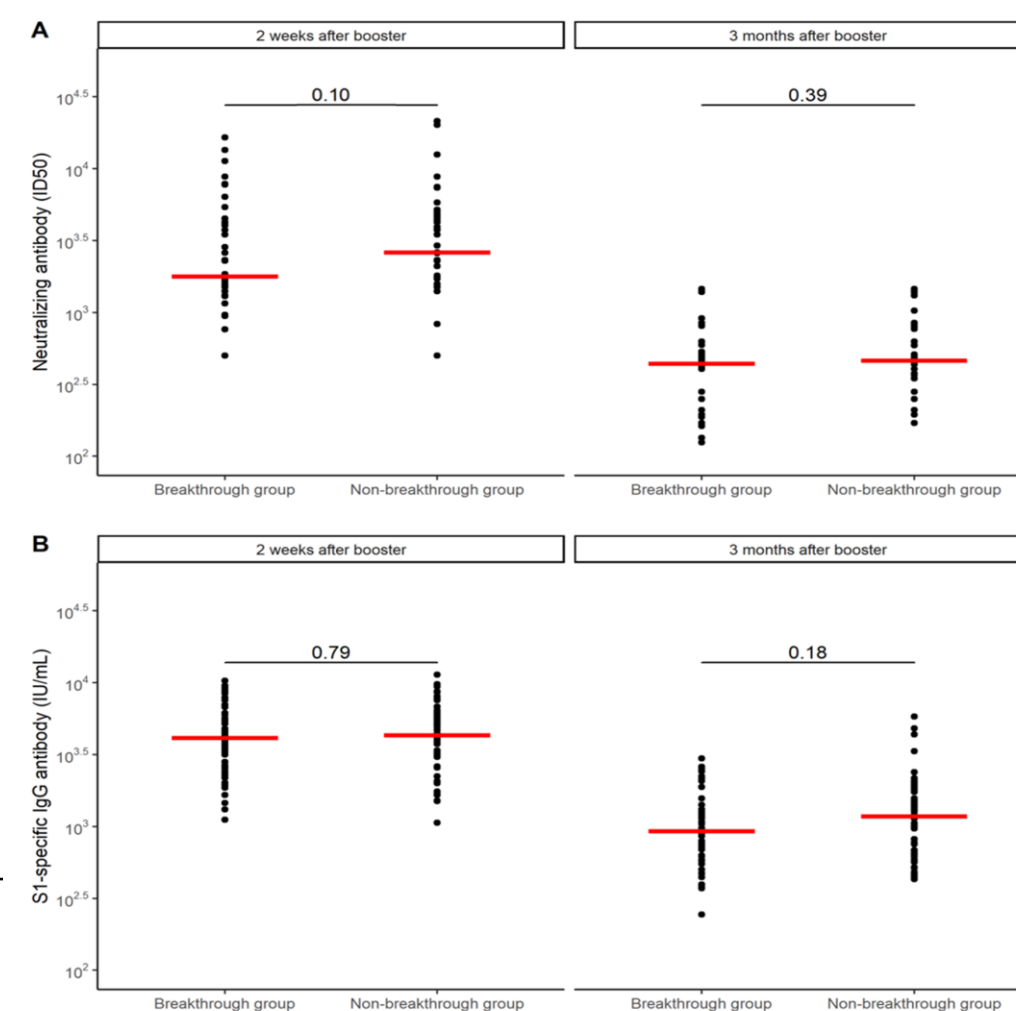 A
2 weeks after booster
3 months after booster
Neutralizing antibody (ID50)
10^4.5
10^4
10^3.5
10^3
10^2.5
10^2
0.10
0.39
Breakthrough group
Non-breakthrough group
Breakthrough group
Non-breakthrough group
B
2 weeks after booster
3 months after booster
S1-specific IgG antibody (IU/mL)
10^4.5
10^4
10^3.5
10^3
10^2.5
10^2
0.79
0.18
Breakthrough group
Non-breakthrough group
Breakthrough group
Non-breakthrough group